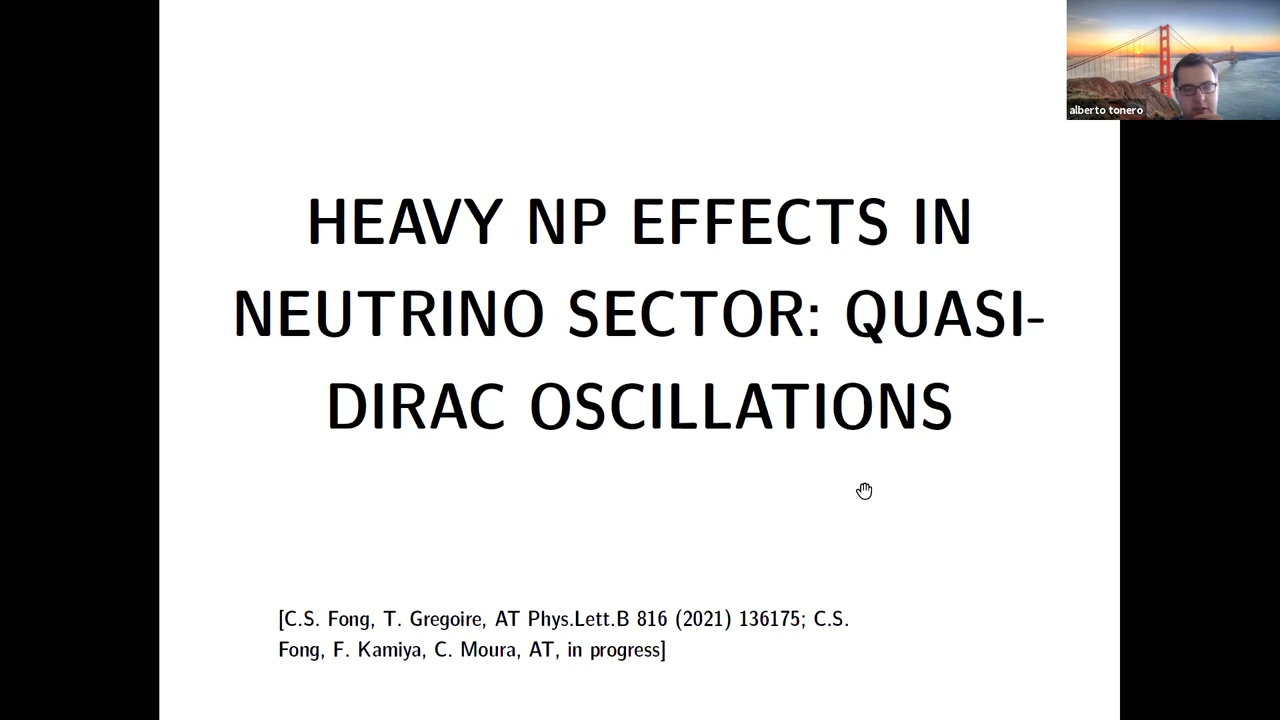 alberto tonero
HEAVY NP EFFECTS IN
NEUTRINO SECTOR: QUASI-
DIRAC OSCILLATIONS
[C.S. Fong, T. Gregoire, AT Phys.Lett.B 816 (2021) 136175; C.S.
Fong, F. Kamiya, C. Moura, AT, in progress]